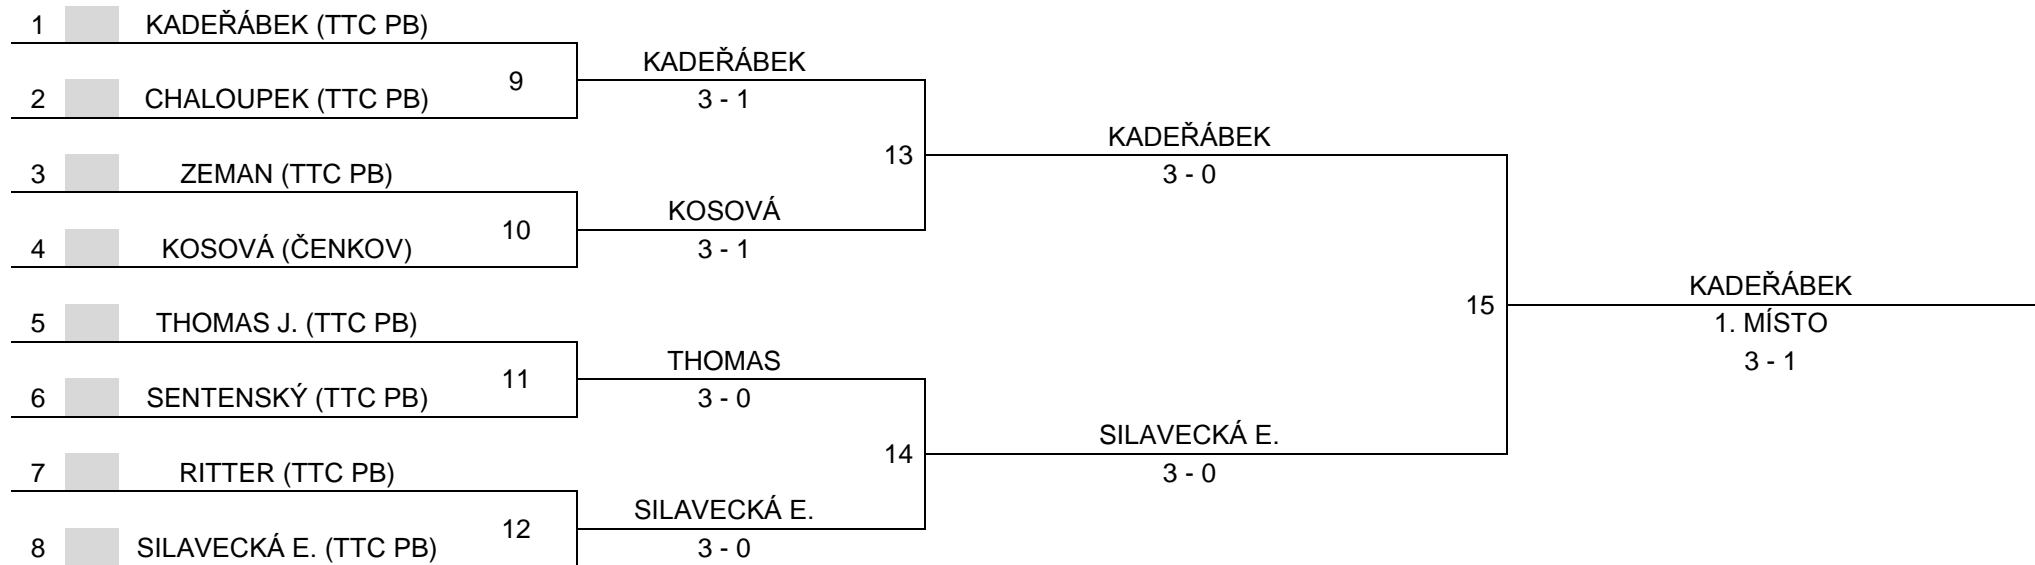 1 KADEŘÁBEK (TTC PB)
KADEŘÁBEK
9
2 CHALOUPEK (TTC PB)
3 - 1
KADEŘÁBEK
13
3 ZEMAN (TTC PB)
3 - 0
KOSOVÁ
10
4 KOSOVÁ (ČENKOV)
3 - 1
KADEŘÁBEK
15
5 THOMAS J. (TTC PB)
1. MÍSTO
THOMAS
3 - 1
11
6 SENTENSKÝ (TTC PB)
3 - 0
SILAVECKÁ E.
14
7 RITTER (TTC PB)
3 - 0
SILAVECKÁ E.
12
8 SILAVECKÁ E. (TTC PB)
3 - 0